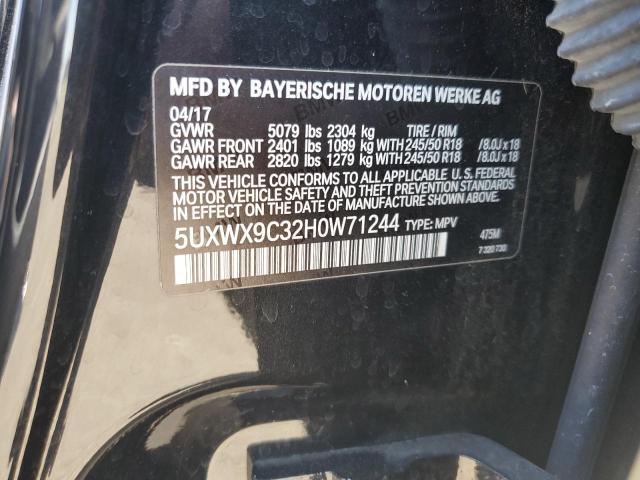 MFD BY BAYERISCHE MOTOREN WERKE AG
04/17
GVWR 5079 lbs 2304 kg TIRE / RIM
GAWR FRONT 2401 lbs 1089 kg WITH 245/50 R18 /8.0J x 18
GAWR REAR 2820 lbs 1279 kg WITH 245/50 R18 /8.0J x 18
THIS VEHICLE CONFORMS TO ALL APPLICABLE U. S. FEDERAL
MOTOR VEHICLE SAFETY AND THEFT PREVENTION STANDARDS
IN EFFECT ON THE DATE OF MANUFACTURE SHOWN ABOVE.
5UXWX9C32H0W71244 TYPE: MPV 475M
7 320 730